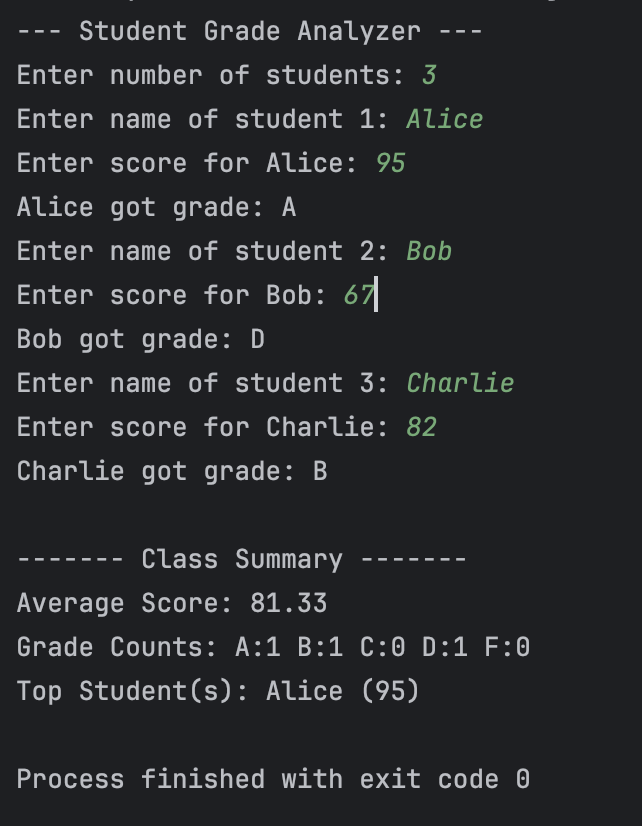 --- Student Grade Analyzer ---
Enter number of students: 3
Enter name of student 1: Alice
Enter score for Alice: 95
Alice got grade: A
Enter name of student 2: Bob
Enter score for Bob: 67
Bob got grade: D
Enter name of student 3: Charlie
Enter score for Charlie: 82
Charlie got grade: B
------- Class Summary -------
Average Score: 81.33
Grade Counts: A:1 B:1 C:0 D:1 F:0
Top Student(s): Alice (95)
Process finished with exit code 0